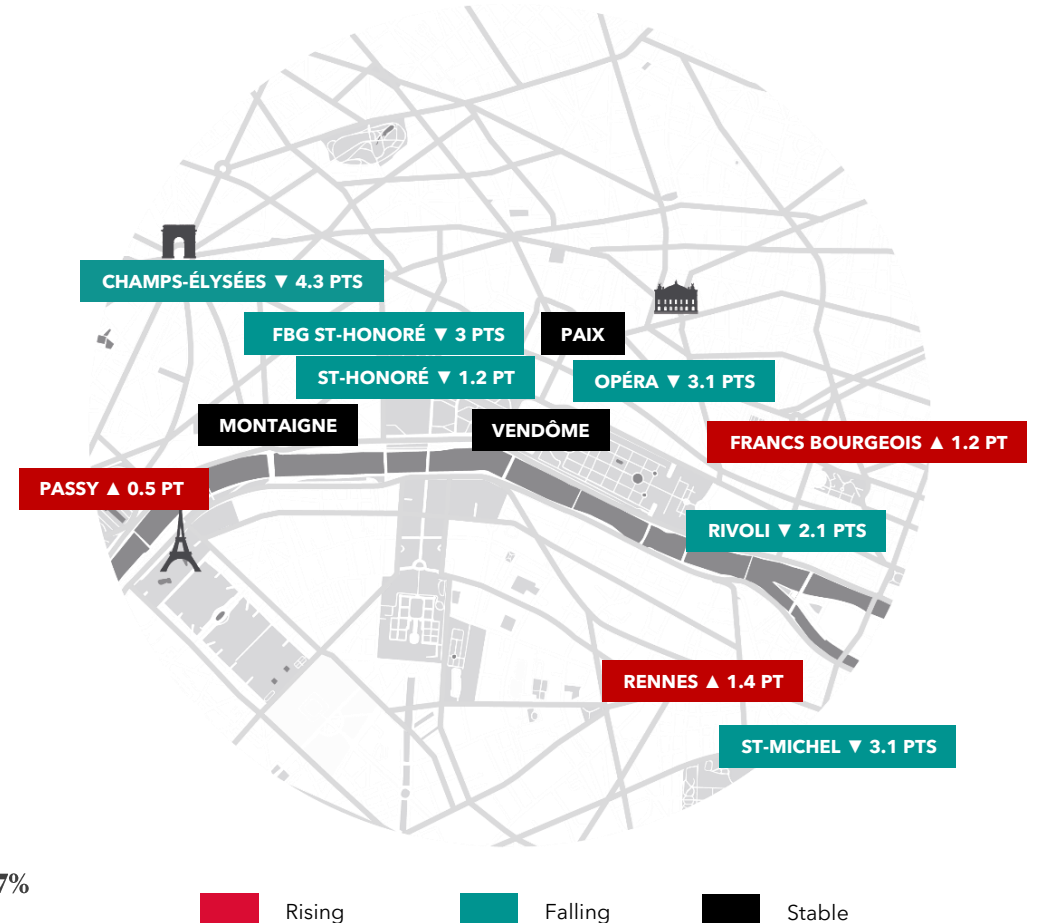 CHAMPS-ÉLYSÉES ▼ 4.3 PTS
FBG ST-HONORÉ ▼ 3 PTS
PAIX
ST-HONORÉ ▼ 1.2 PT
OPÉRA ▼ 3.1 PTS
MONTAIGNE
VENDÔME
FRANCS BOURGEOIS ▲ 1.2 PT
PASSY ▲ 0.5 PT
RIVOLI ▼ 2.1 PTS
RENNES ▲ 1.4 PT
ST-MICHEL ▼ 3.1 PTS
7%
Rising
Falling
Stable